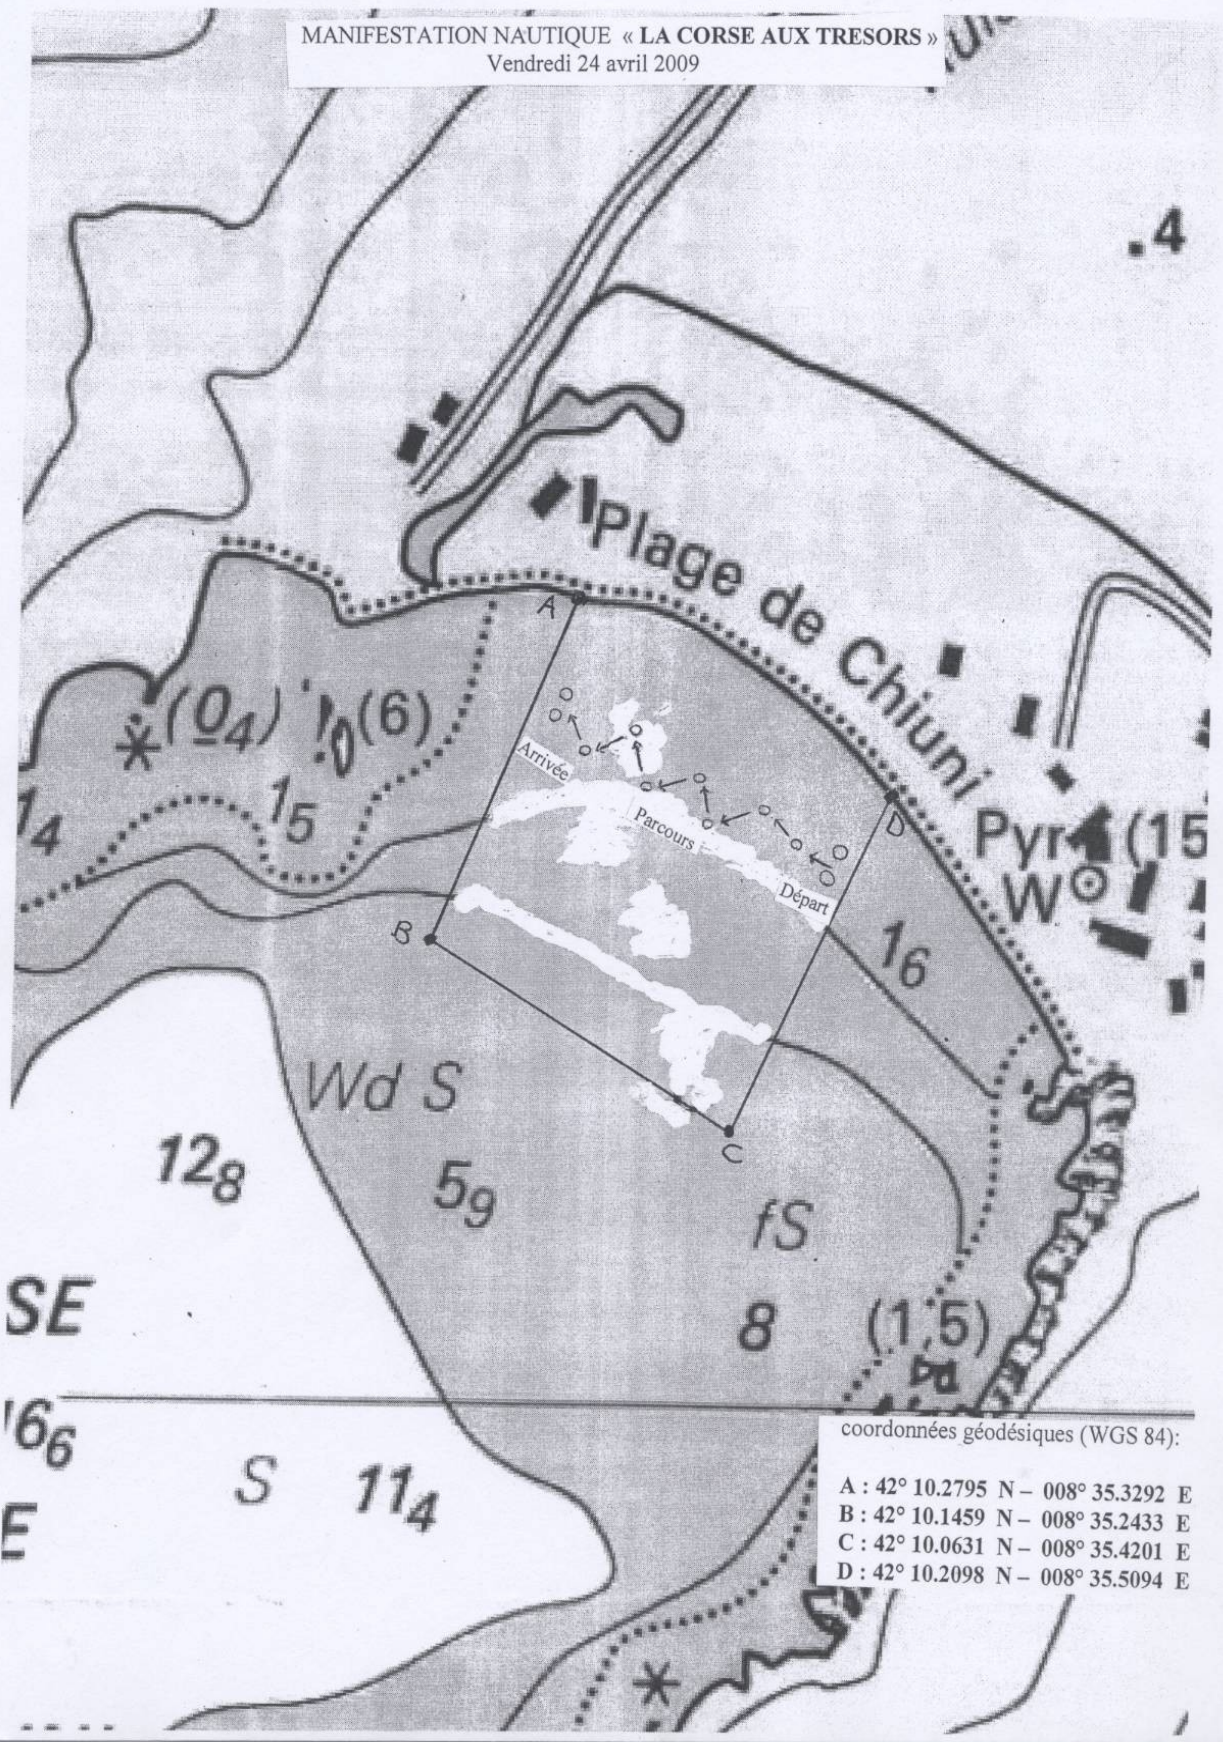 MANIFESTATION NAUTIQUE « LA CORSE AUX TRESORS »
Vendredi 24 avril 2009
.4
Plage de Chiuni
A
(04)
(6)
Arrivée
14
15
Parcours
D
Pyr (15
W
Départ
B
16
Wd S
C
128
59
fS
SE
8
(1,5)
166
coordonnées géodésiques (WGS 84):
S
114
E
A : 42° 10.2795 N – 008° 35.3292 E
B : 42° 10.1459 N – 008° 35.2433 E
C : 42° 10.0631 N – 008° 35.4201 E
D : 42° 10.2098 N – 008° 35.5094 E